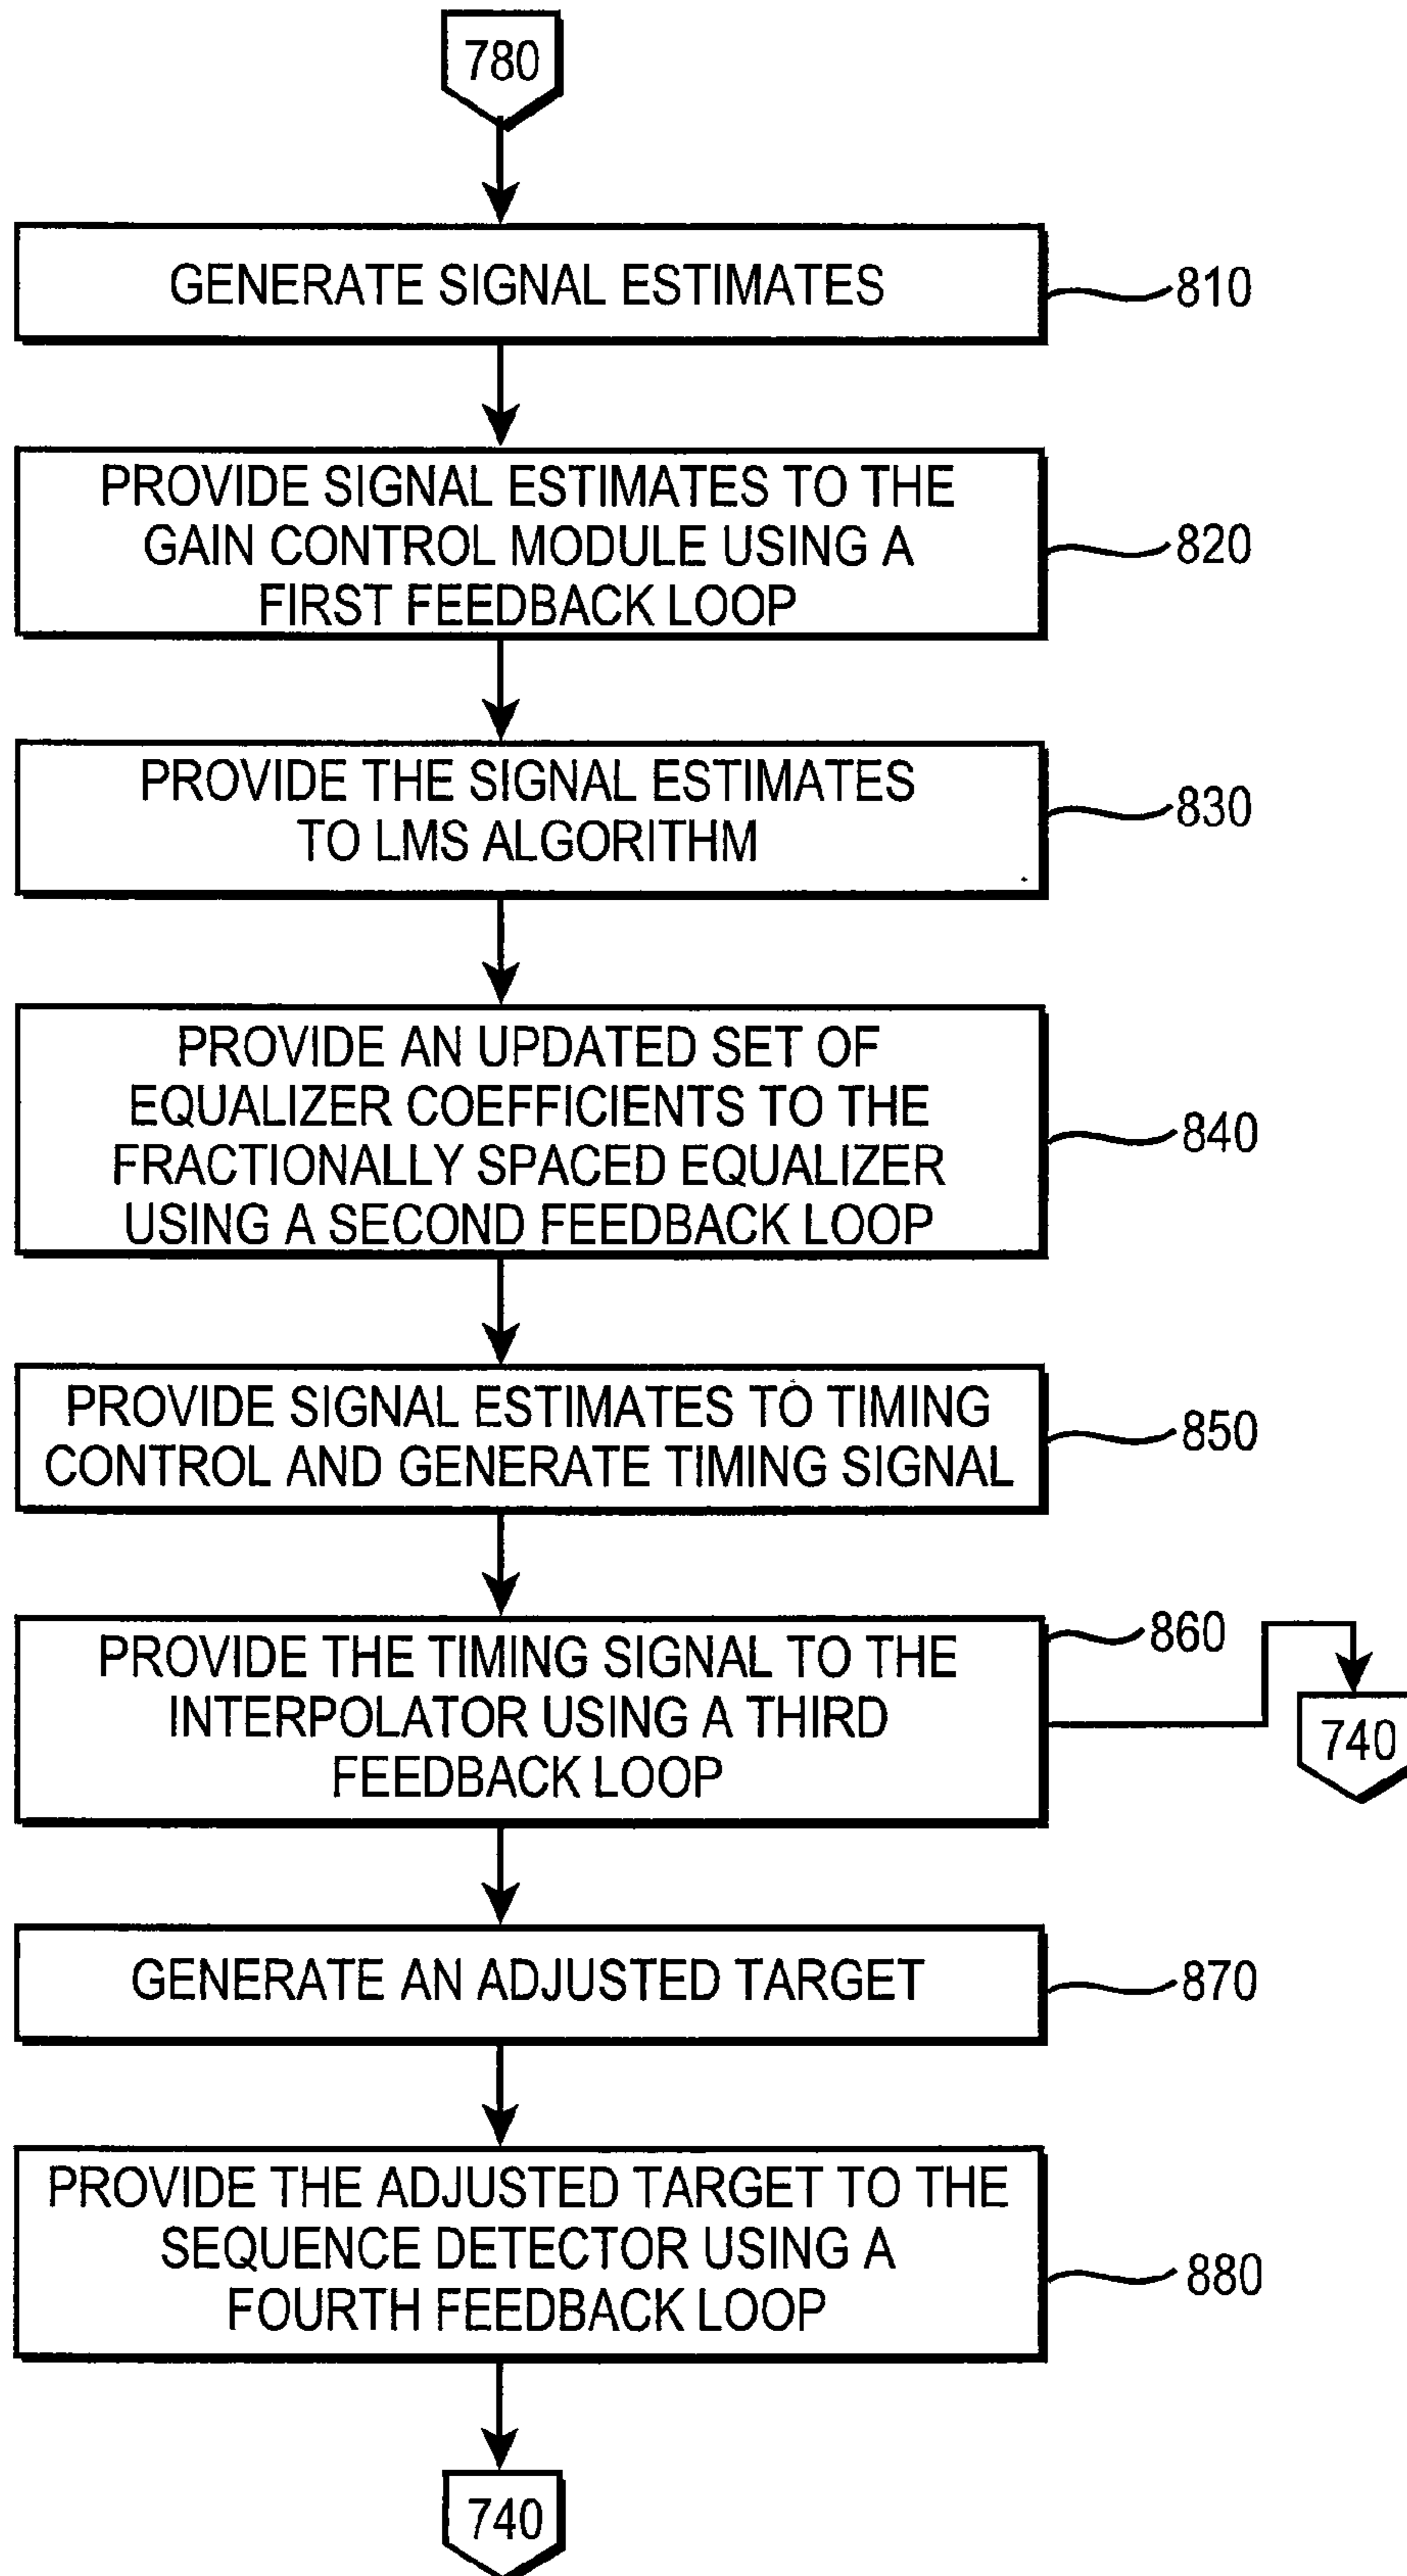 780
GENERATE SIGNAL ESTIMATES
810
PROVIDE SIGNAL ESTIMATES TO THE
GAIN CONTROL MODULE USING A
FIRST FEEDBACK LOOP
820
PROVIDE THE SIGNAL ESTIMATES
TO LMS ALGORITHM
830
PROVIDE AN UPDATED SET OF
EQUALIZER COEFFICIENTS TO THE
FRACTIONALLY SPACED EQUALIZER
USING A SECOND FEEDBACK LOOP
840
PROVIDE SIGNAL ESTIMATES TO TIMING
CONTROL AND GENERATE TIMING SIGNAL
850
PROVIDE THE TIMING SIGNAL TO THE
INTERPOLATOR USING A THIRD
FEEDBACK LOOP
860
740
GENERATE AN ADJUSTED TARGET
870
PROVIDE THE ADJUSTED TARGET TO THE
SEQUENCE DETECTOR USING A
FOURTH FEEDBACK LOOP
880
740